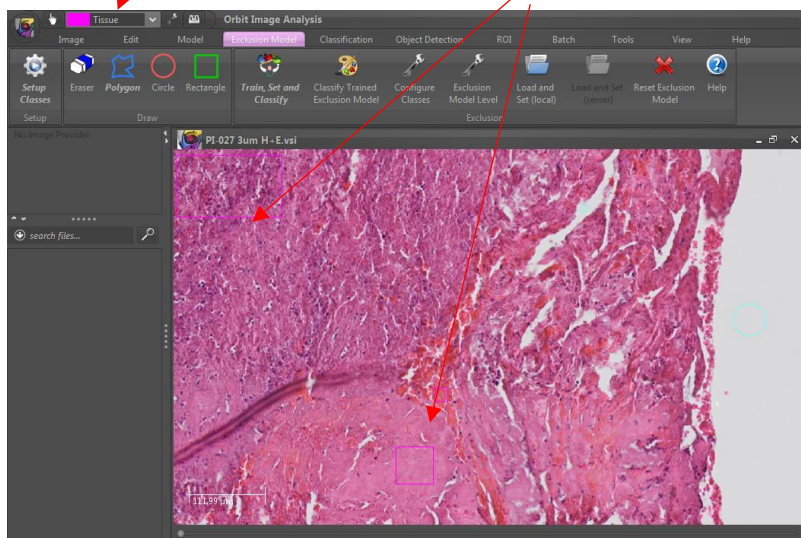 Tissue
Orbit Image Analysis
Image Edit Model Exclusion Model Classification Object Detection ROI Batch Tools View Help
Setup Classes
Eraser
Polygon
Circle
Rectangle
Train, Set and Classify
Classify Trained Exclusion Model
Configure Classes
Exclusion Model Level
Load and Set (local)
Load and Set (server)
Reset Exclusion Model
Help
Setup Draw Exclusion
No Image Provider
PI-027 3um H+E.vsi
search files...
111,99 µm